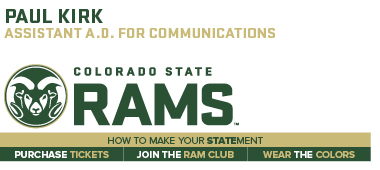 PAUL KIRK
ASSISTANT A.D. FOR COMMUNICATIONS
COLORADO STATE
RAMS™
HOW TO MAKE YOUR STATEMENT
PURCHASE TICKETS | JOIN THE RAM CLUB | WEAR THE COLORS